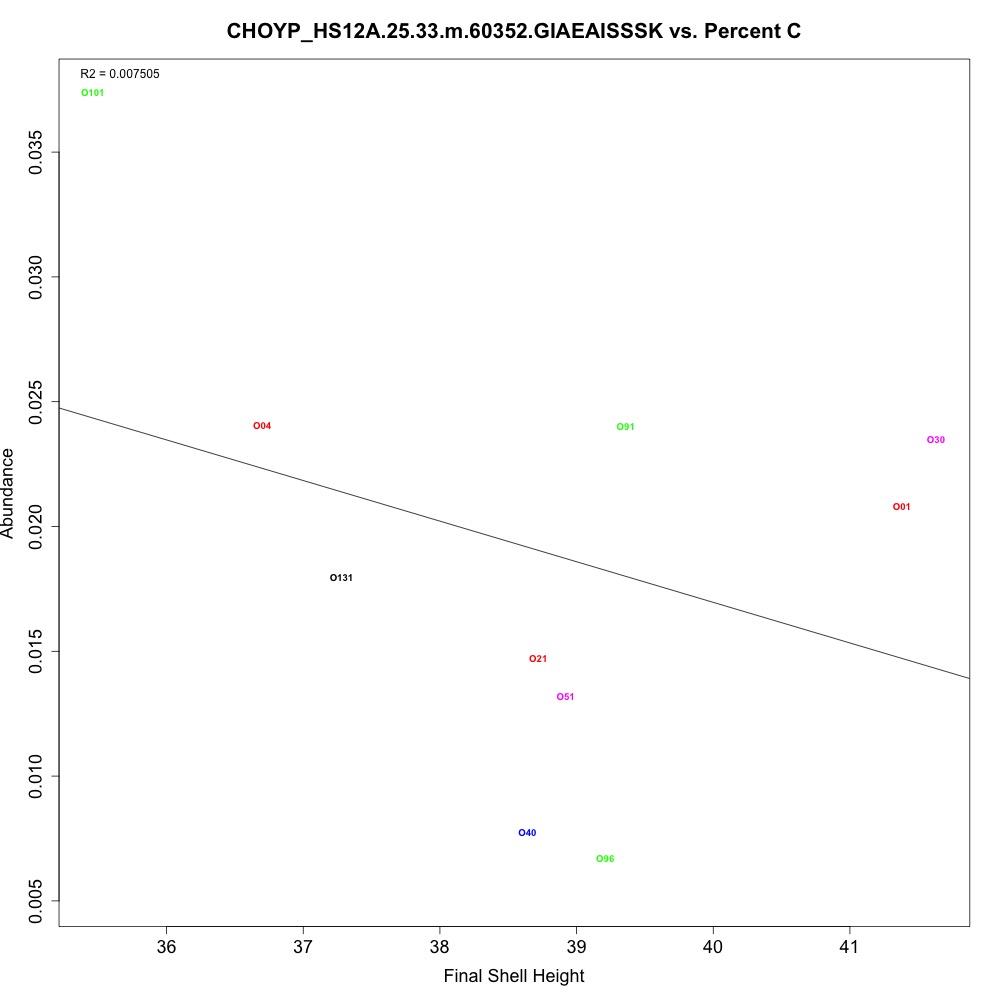 CHOYP_HS12A.25.33.m.60352.GIAEAISSSK vs. Percent C
R2 = 0.007505
O101
0.035
0.030
0.025
O04
O91
O30
O01
Abundance
0.020
O131
0.015
O21
O51
0.010
O40
O96
0.005
36 37 38 39 40 41
Final Shell Height